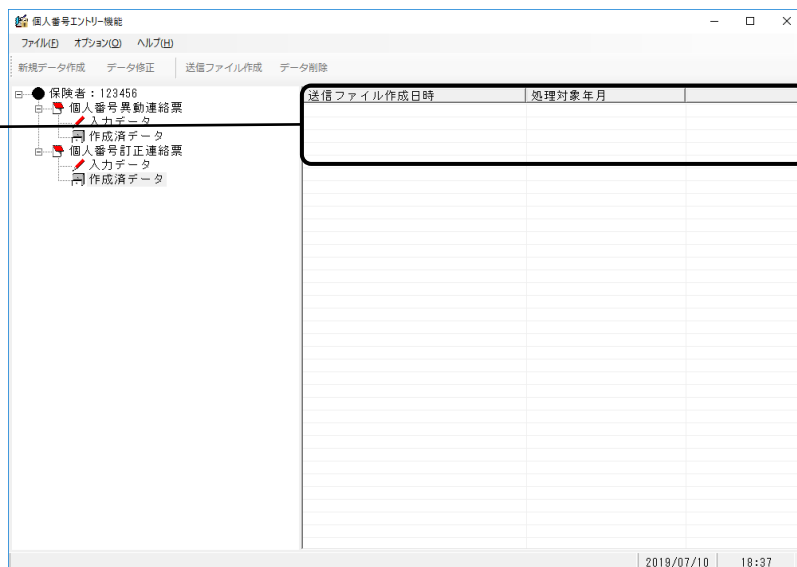 個人番号エントリー機能
ファイル(F) オプション(O) ヘルプ(H)
新規データ作成 データ修正 送信ファイル作成 データ削除
保険者：123456
個人番号異動連絡票
入力データ
作成済データ
個人番号訂正連絡票
入力データ
作成済データ
送信ファイル作成日時 処理対象年月
2019/07/10 18:37